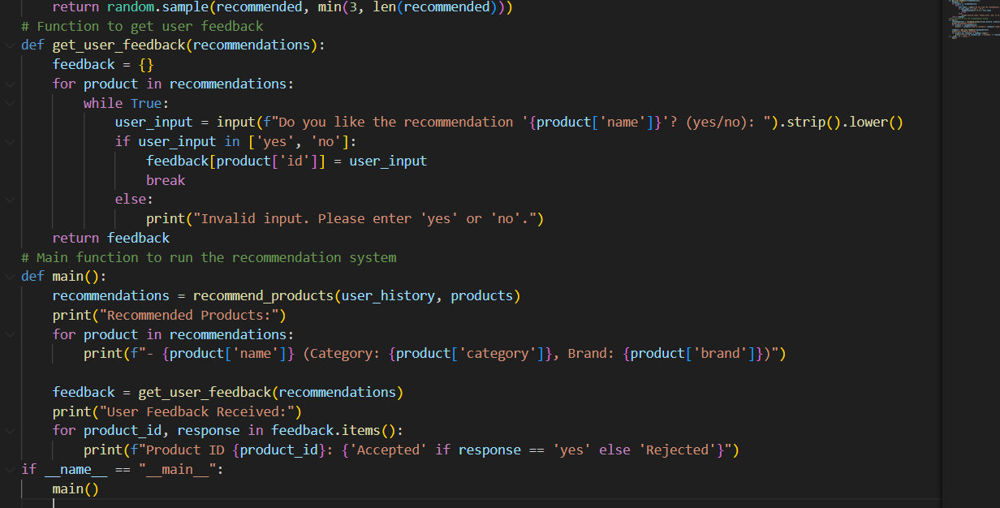 return random.sample(recommended, min(3, len(recommended)))
# Function to get user feedback
def get_user_feedback(recommendations):
    feedback = {}
    for product in recommendations:
        while True:
            user_input = input(f"Do you like the recommendation '{product['name']}'? (yes/no): ").strip().lower()
            if user_input in ['yes', 'no']:
                feedback[product['id']] = user_input
                break
            else:
                print("Invalid input. Please enter 'yes' or 'no'.")
    return feedback
# Main function to run the recommendation system
def main():
    recommendations = recommend_products(user_history, products)
    print("Recommended Products:")
    for product in recommendations:
        print(f"- {product['name']} (Category: {product['category']}, Brand: {product['brand']})")

    feedback = get_user_feedback(recommendations)
    print("User Feedback Received:")
    for product_id, response in feedback.items():
        print(f"Product ID {product_id}: {'Accepted' if response == 'yes' else 'Rejected'}")
if __name__ == "__main__":
    main()